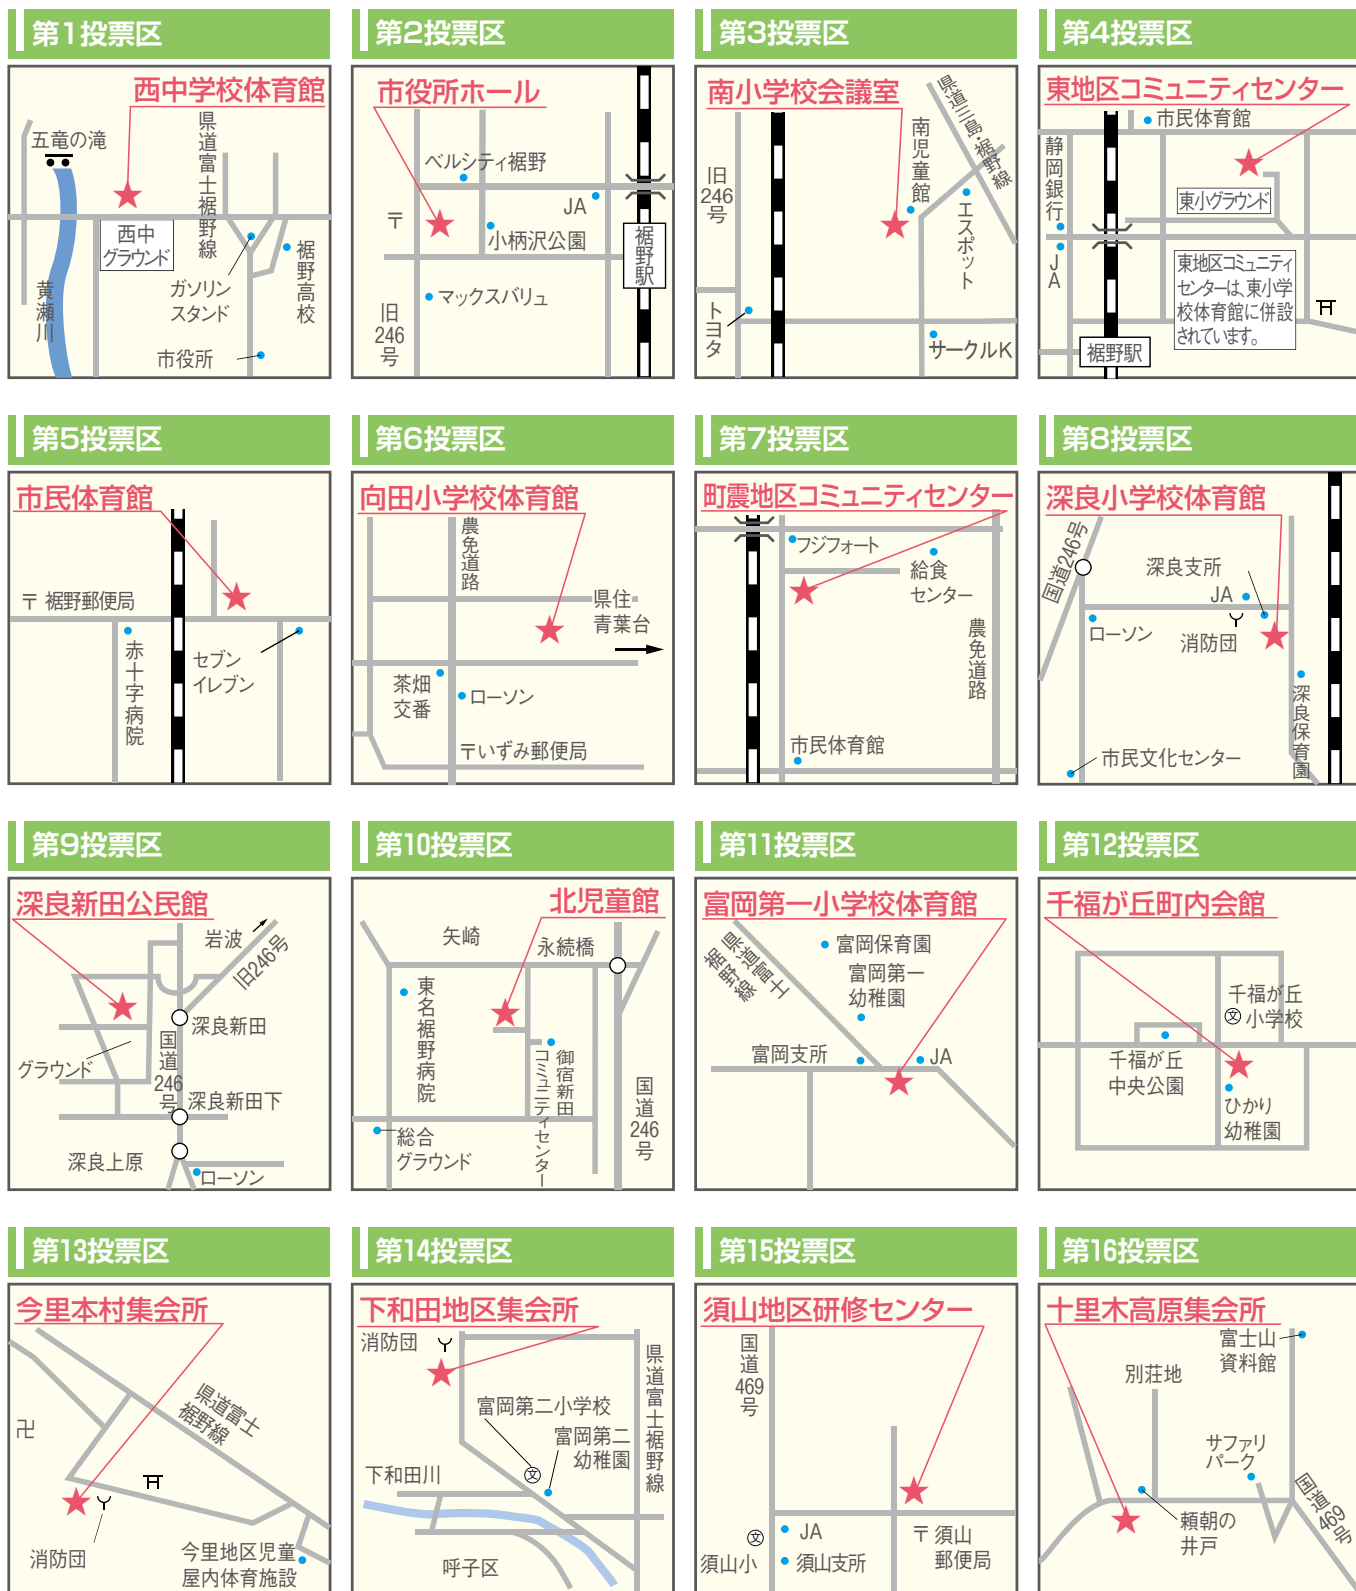 第1投票区
西中学校体育館
五竜の滝
県道富士裾野線
西中
グラウンド
黄瀬川
ガソリン
スタンド
裾野高校
市役所
第2投票区
市役所ホール
ベルシティ裾野
JA
〒
小柄沢公園
裾野駅
マックスバリュ
旧
246
号
第3投票区
南小学校会議室
県道三島・裾野線
南児童館
旧
246
号
エスポット
トヨタ
サークルK
第4投票区
東地区コミュニティセンター
市民体育館
静岡銀行
東小グラウンド
JA
東地区コミュニティ
センターは、東小学
校体育館に併設
されています。
裾野駅
第5投票区
市民体育館
〒 裾野郵便局
赤十字病院
セブン
イレブン
第6投票区
向田小学校体育館
農免道路
県住
青葉台
茶畑
交番
ローソン
〒いずみ郵便局
第7投票区
町震地区コミュニティセンター
フジフォート
給食
センター
農免道路
市民体育館
第8投票区
深良小学校体育館
国道246号
深良支所
JA
ローソン
消防団
深良保育園
市民文化センター
第9投票区
深良新田公民館
岩波
旧246号
深良新田
国道
246
号
グラウンド
深良新田下
深良上原
ローソン
第10投票区
北児童館
矢崎
永続橋
東名裾野病院
御宿新田
コミュニティセンター
国道
246
号
総合
グラウンド
第11投票区
富岡第一小学校体育館
県道富士
裾野線
富岡保育園
富岡第一
幼稚園
富岡支所
JA
第12投票区
千福が丘町内会館
千福が丘
文 小学校
千福が丘
中央公園
ひかり
幼稚園
第13投票区
今里本村集会所
県道富士
裾野線
卍
消防団
今里地区児童
屋内体育施設
第14投票区
下和田地区集会所
消防団
県道富士裾野線
富岡第二小学校
富岡第二
幼稚園
文
下和田川
呼子区
第15投票区
須山地区研修センター
国道
469
号
文
須山小
JA
須山支所
〒 須山
郵便局
第16投票区
十里木高原集会所
富士山
資料館
別荘地
サファリ
パーク
国道469号
頼朝の
井戸